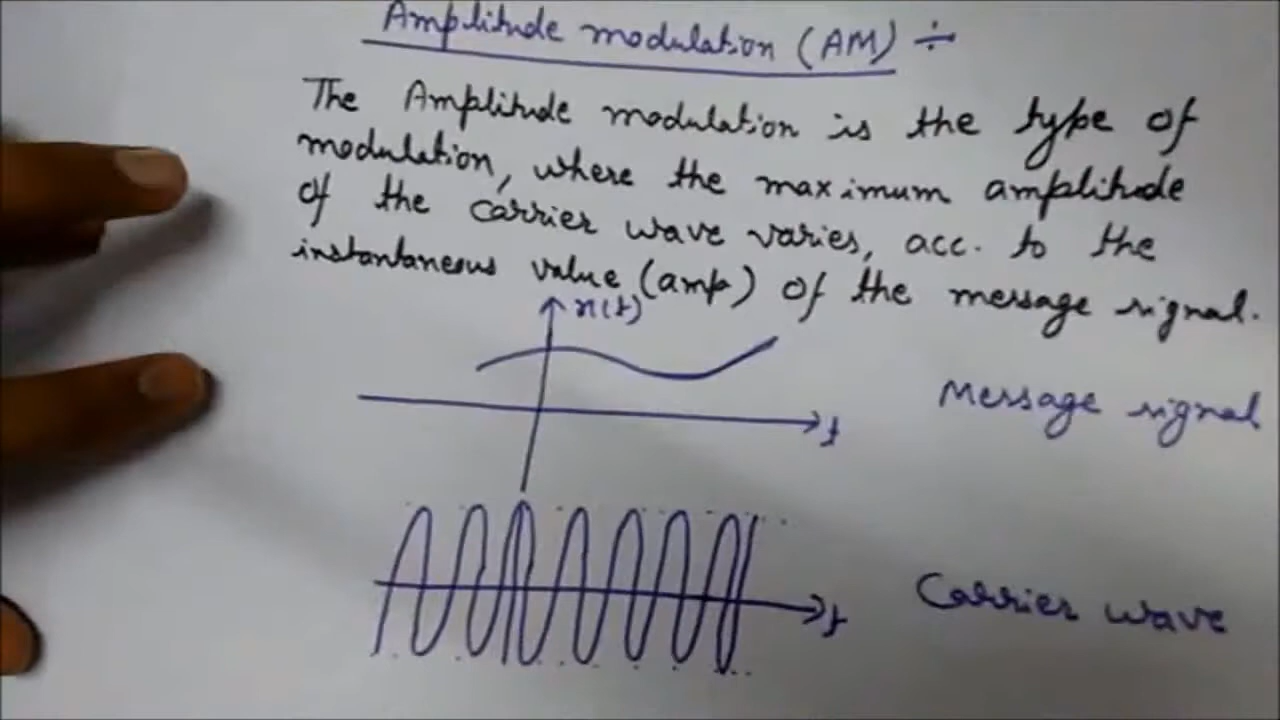 Amplitude modulation (AM) ÷
The Amplitude modulation is the type of
modulation, where the maximum amplitude
of the carrier wave varies, acc. to the
instantaneous value (amp) of the message signal.
x(t)
Message signal
t
Carrier wave
t